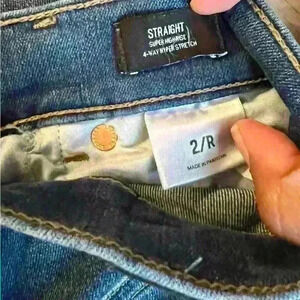 STRAIGHT
SUPER HIGHRISE
4-WAY HYPER STRETCH
2/R
MADE IN PAKISTAN